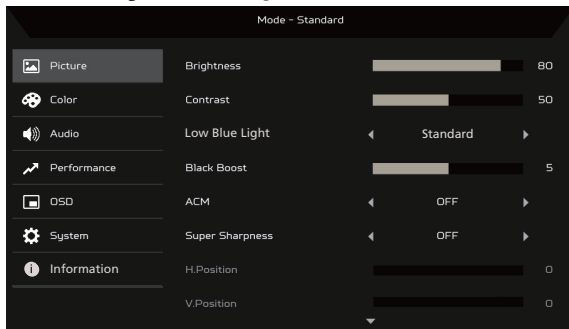 Mode - Standard
Picture
Brightness 80
Color
Contrast 50
Audio
Low Blue Light Standard
Performance
Black Boost 5
OSD
ACM OFF
System
Super Sharpness OFF
Information
H.Position 0
V.Position 0